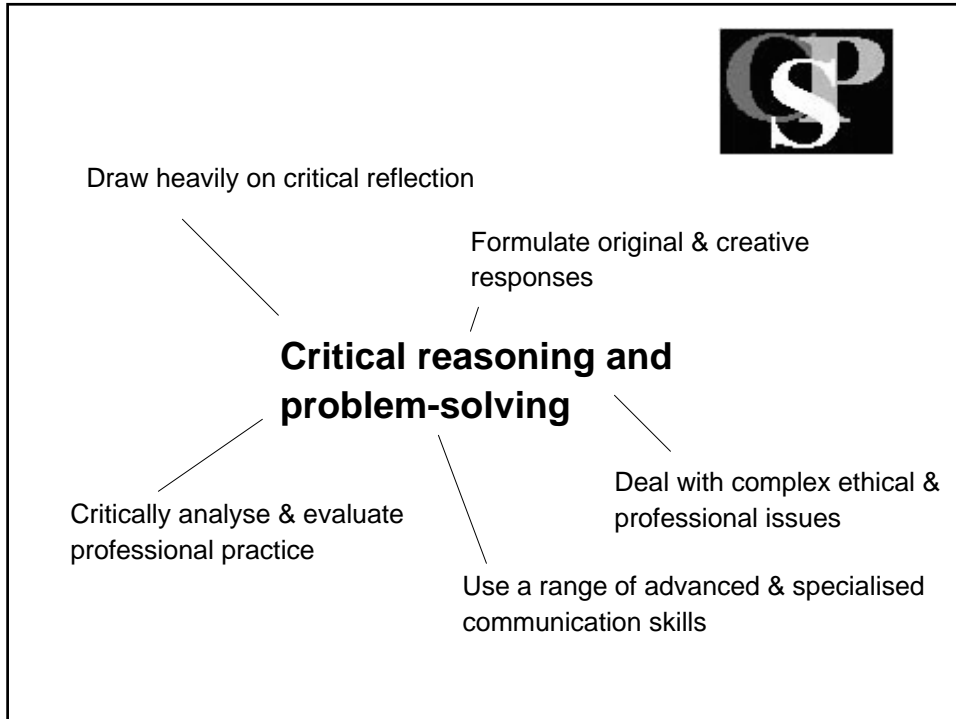 CSP
Draw heavily on critical reflection
Formulate original & creative
responses
Critical reasoning and
problem-solving
Deal with complex ethical &
professional issues
Critically analyse & evaluate
professional practice
Use a range of advanced & specialised
communication skills